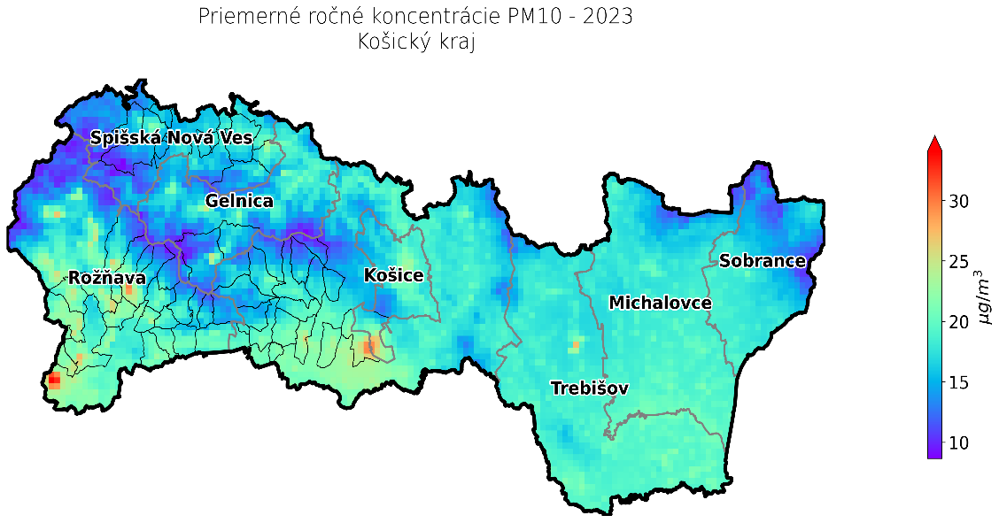 Priemerné ročné koncentrácie PM10 - 2023
Košický kraj
Spišská Nová Ves
Gelnica
Rožňava
Košice
Sobrance
Michalovce
Trebišov
30
25
20
15
10
μg/m³